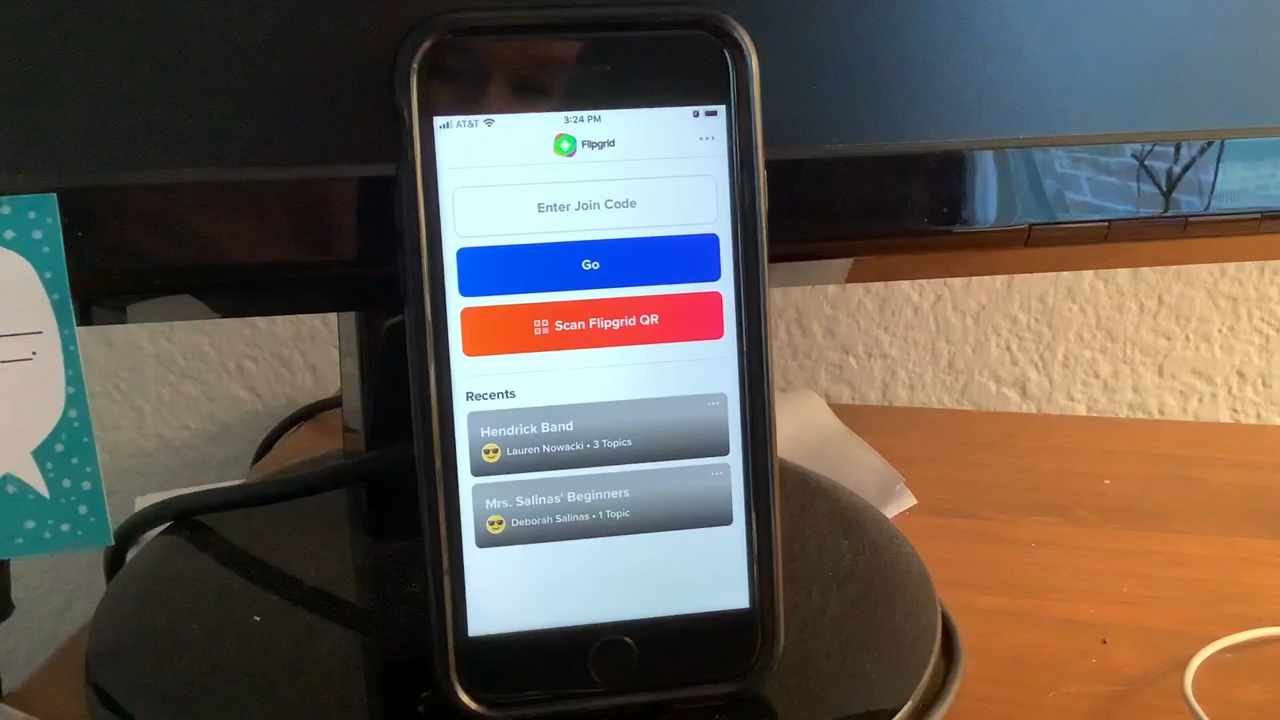 AT&T 3:24 PM
Flipgrid
Enter Join Code
Go
Scan Flipgrid QR
Recents
Hendrick Band
Lauren Nowacki • 3 Topics
Mrs. Salinas' Beginners
Deborah Salinas • 1 Topic